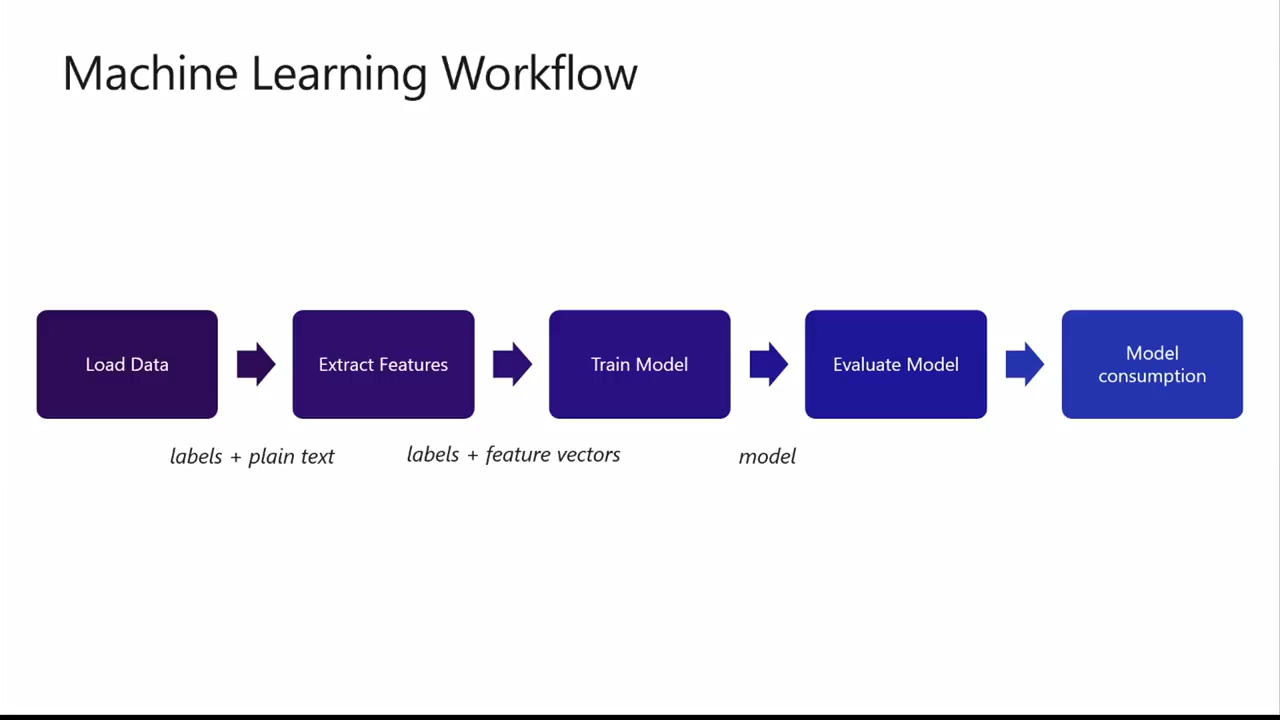 Machine Learning Workflow
Load Data
Extract Features
Train Model
Evaluate Model
Model
consumption
labels + plain text
labels + feature vectors
model